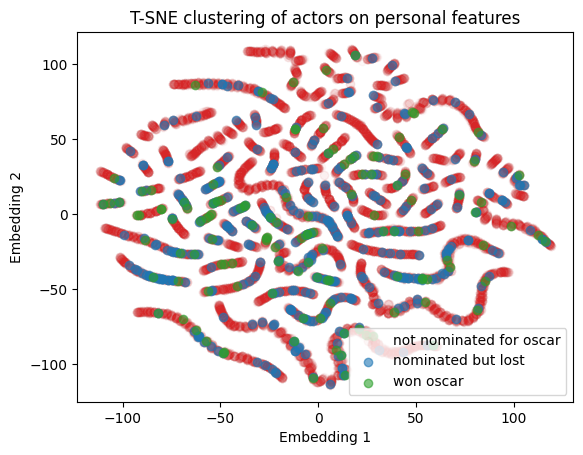 T-SNE clustering of actors on personal features
Embedding 2
100
50
0
−50
−100
−100
−50
0
50
100
Embedding 1
not nominated for oscar
nominated but lost
won oscar